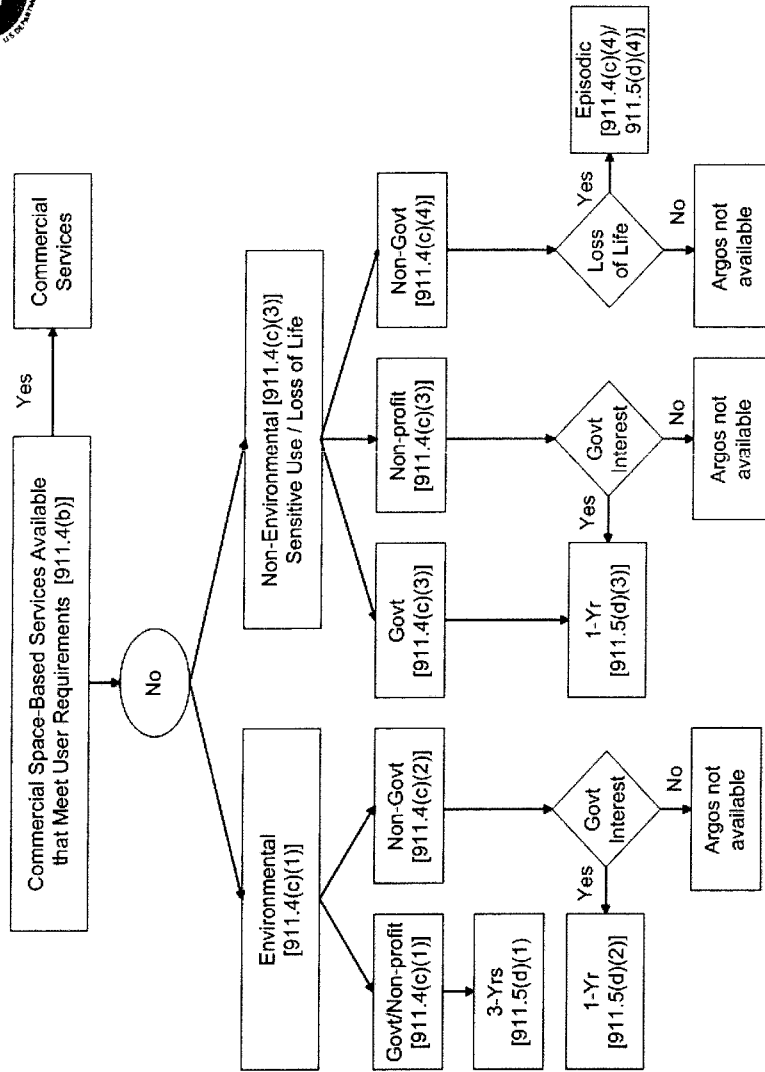 U.S. DEPARTM
Commercial Space-Based Services Available
that Meet User Requirements [911.4(b)]
Yes
Commercial
Services
No
Environmental
[911.4(c)(1)]
Non-Environmental [911.4(c)(3)]
Sensitive Use / Loss of Life
Govt/Non-profit
[911.4(c)(1)]
Non-Govt
[911.4(c)(2)]
Govt
[911.4(c)(3)]
Non-profit
[911.4(c)(3)]
Non-Govt
[911.4(c)(4)]
3-Yrs
[911.5(d)(1)
Govt
Interest
Yes
No
1-Yr
[911.5(d)(2)]
Argos not
available
1-Yr
[911.5(d)(3)]
Yes
Govt
Interest
No
Argos not
available
Loss
of Life
Yes
No
Episodic
[911.4(c)(4)/
911.5(d)(4)]
Argos not
available